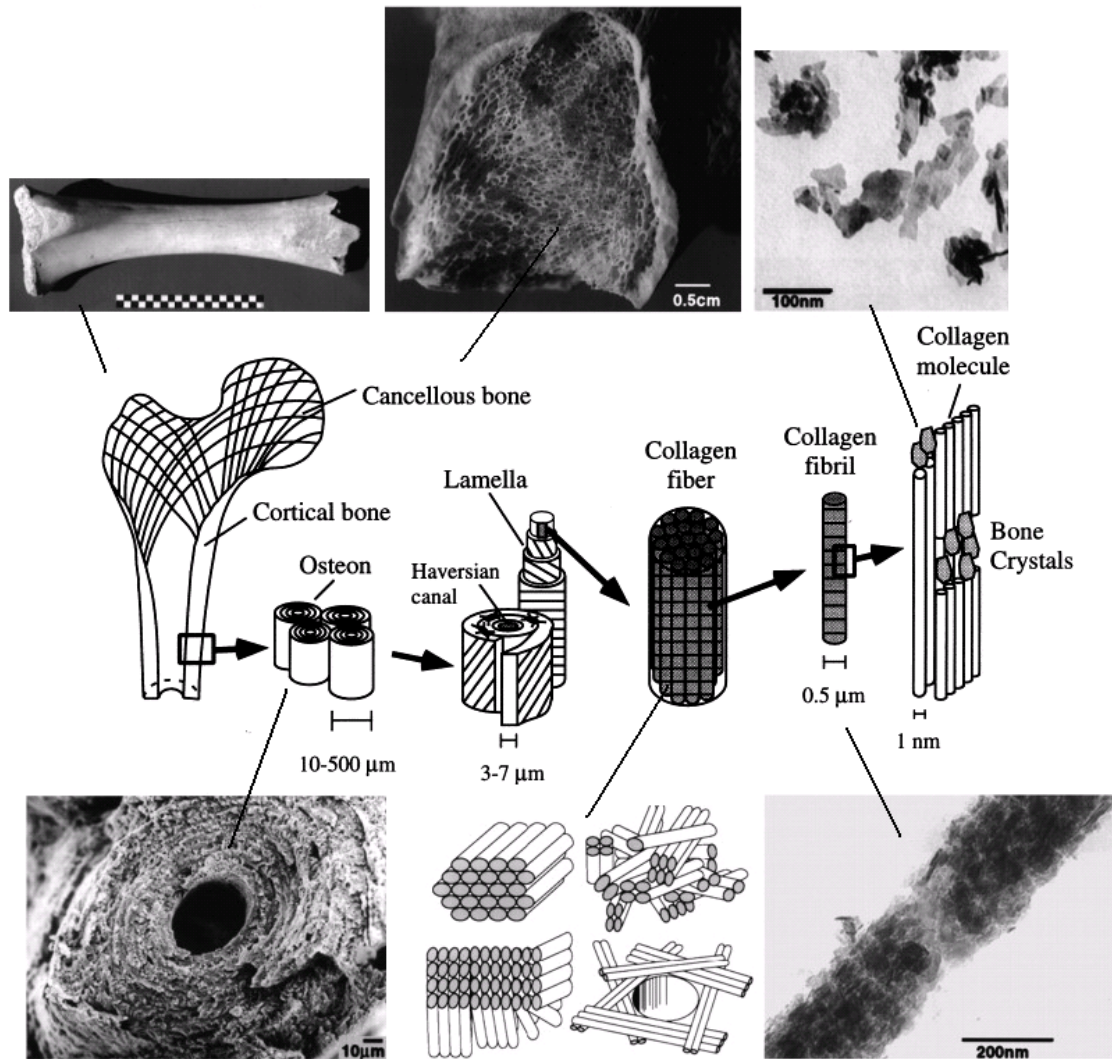 0.5cm
100nm
Collagen
molecule
Cancellous bone
Collagen
fiber
Collagen
fibril
Lamella
Cortical bone
Bone
Crystals
Osteon
Haversian
canal
0.5 μm
1 nm
10-500 μm
3-7 μm
10μm
200nm